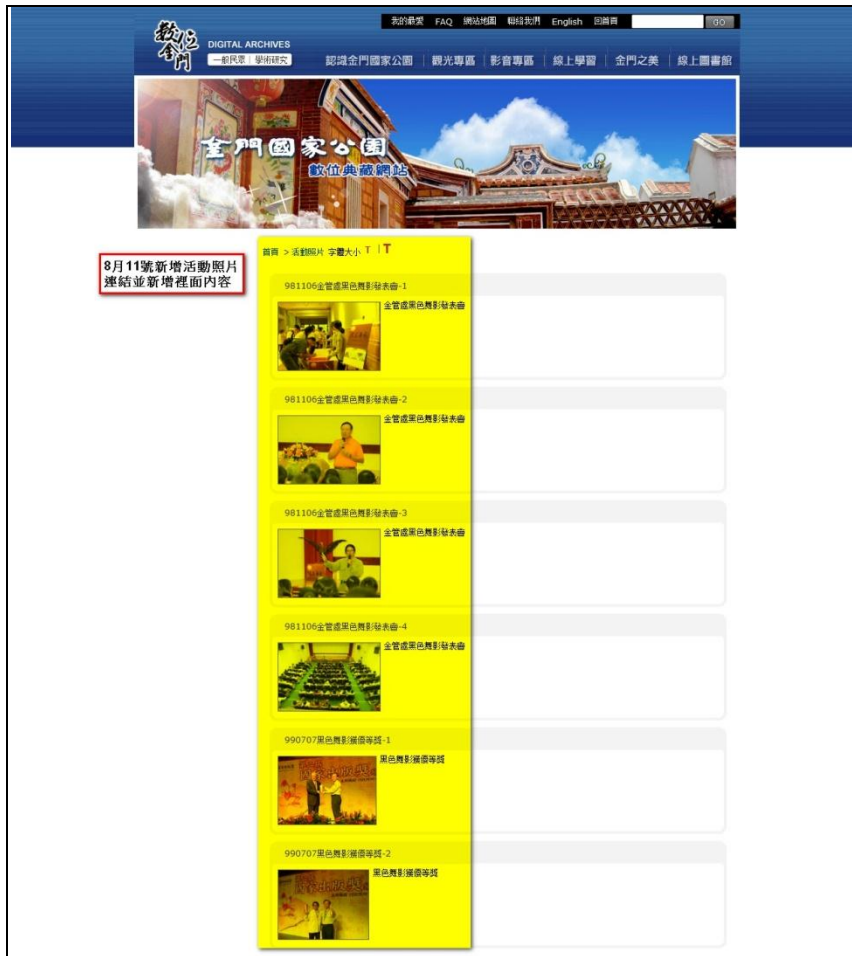 我的最愛 FAQ 網站地圖 聯絡我們 English 回首頁 GO
數位金門
DIGITAL ARCHIVES
一般民眾 | 學術研究
認識金門國家公園 | 觀光專區 | 影音專區 | 線上學習 | 金門之美 | 線上圖書館
金門國家公園
數位典藏網站
8月11號新增活動照片
連結並新增裡面內容
首頁 > 活動照片 字體大小 T | T
981106金管處黑色舞影發表會-1
金管處黑色舞影發表會
981106金管處黑色舞影發表會-2
金管處黑色舞影發表會
981106金管處黑色舞影發表會-3
金管處黑色舞影發表會
981106金管處黑色舞影發表會-4
金管處黑色舞影發表會
990707黑色舞影獲優等獎-1
黑色舞影獲優等獎
國家出版獎
990707黑色舞影獲優等獎-2
黑色舞影獲優等獎
國家出版獎